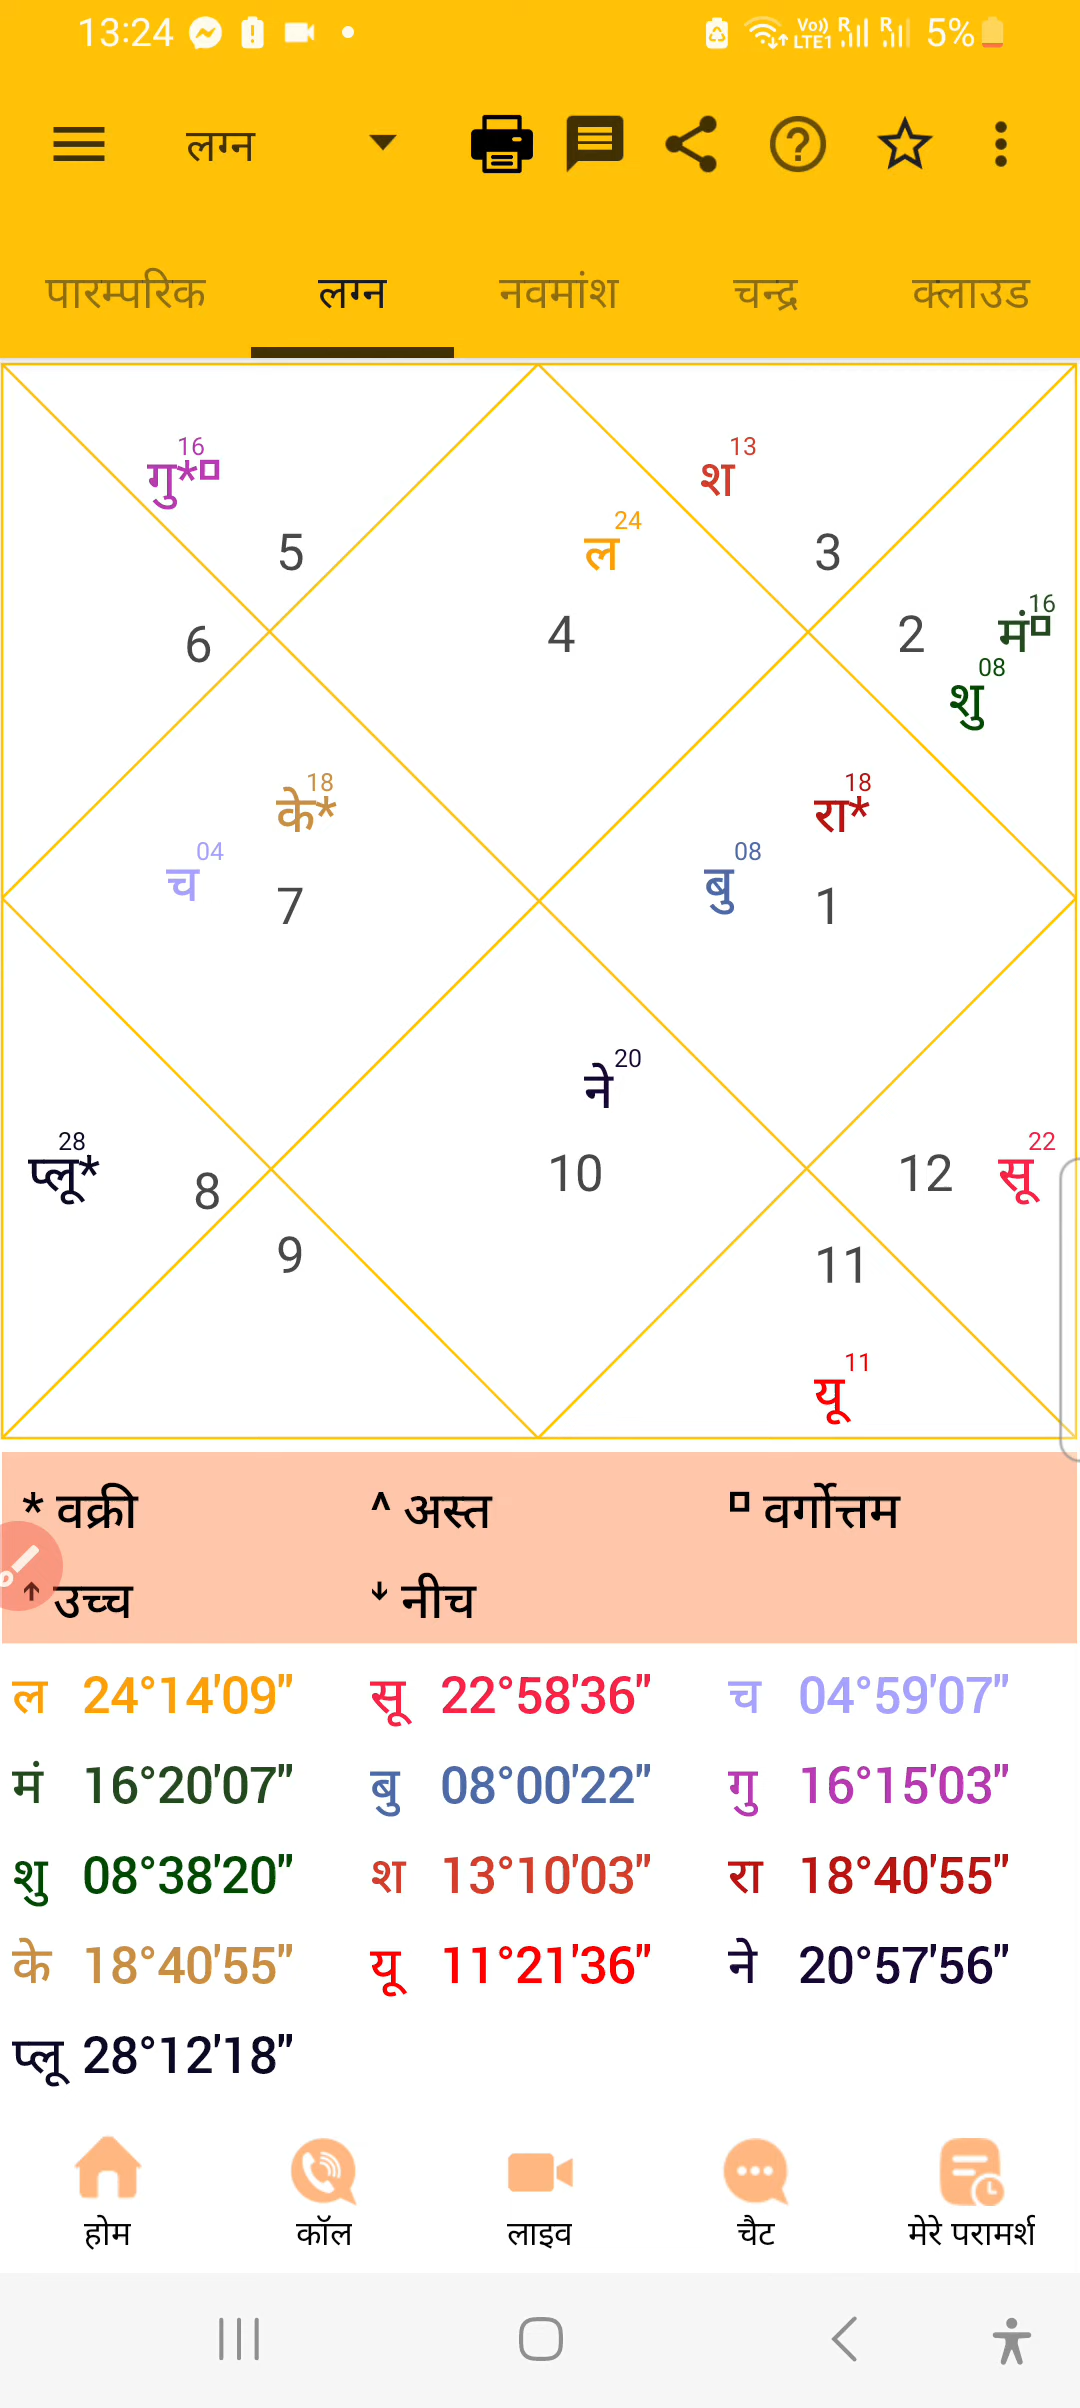 13:24 Vo)) LTE1 R R 5%
लग्न
पारम्परिक लग्न नवमांश चन्द्र क्लाउड
गु*¤ 16
श 13
ल 24
5
3
6
4
2
मं¤ 16
शु 08
के* 18
रा* 18
च 04
7
बु 08
1
ने 20
प्लू* 28
8
10
12
सू 22
9
11
यू 11
* वक्री ^ अस्त ¤ वर्गोत्तम
↑ उच्च ↓ नीच
ल 24°14'09" सू 22°58'36" च 04°59'07"
मं 16°20'07" बु 08°00'22" गु 16°15'03"
शु 08°38'20" श 13°10'03" रा 18°40'55"
के 18°40'55" यू 11°21'36" ने 20°57'56"
प्लू 28°12'18"
होम कॉल लाइव चैट मेरे परामर्श